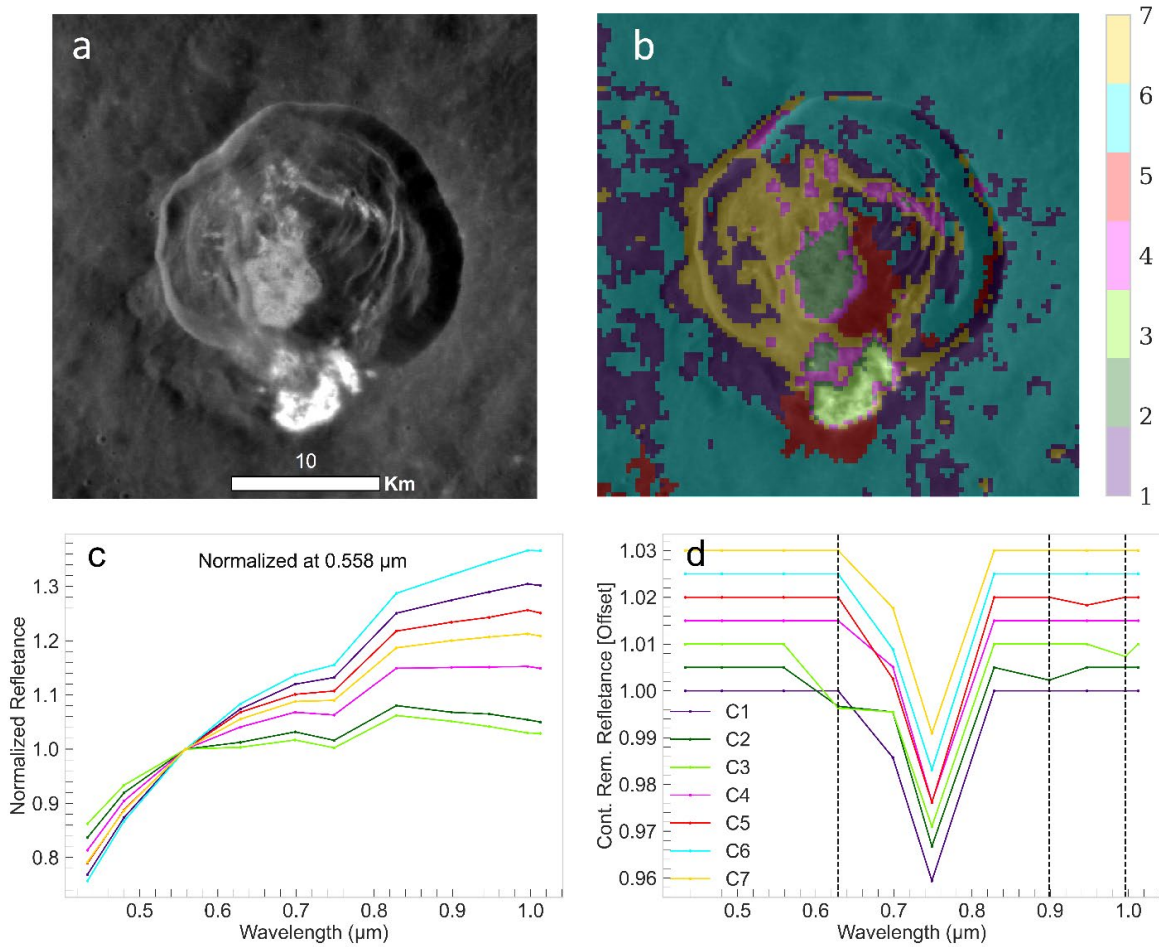 a
10
Km
b
7
6
5
4
3
2
1
c
Normalized at 0.558 µm
Normalized Reflectance
1.3
1.2
1.1
1.0
0.9
0.8
0.5 0.6 0.7 0.8 0.9 1.0
Wavelength (µm)
d
Cont. Rem. Refletance [Offset]
1.03
1.02
1.01
1.00
0.99
0.98
0.97
0.96
C1
C2
C3
C4
C5
C6
C7
0.5 0.6 0.7 0.8 0.9 1.0
Wavelength (µm)